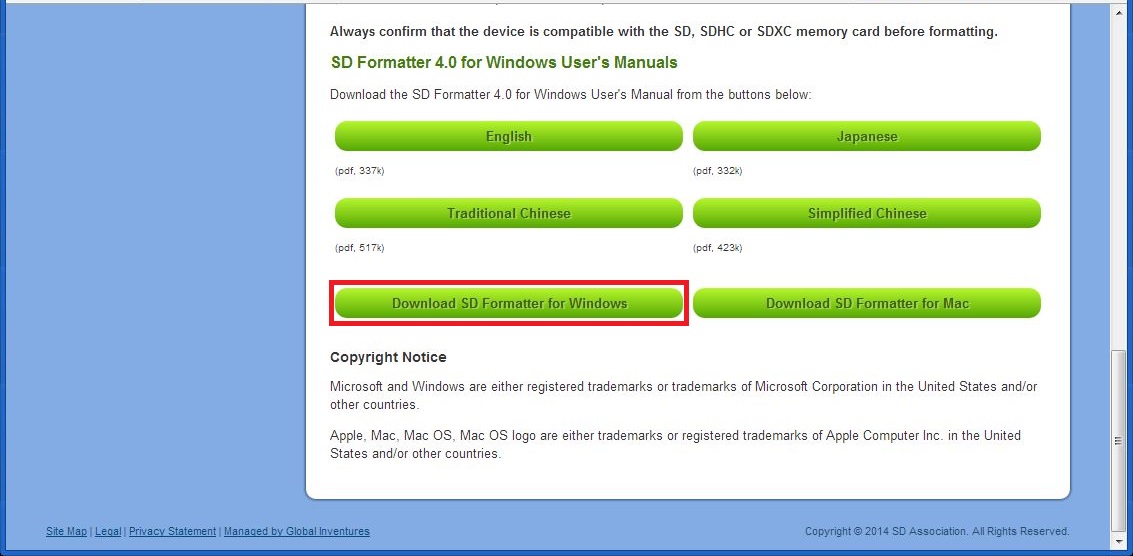 Always confirm that the device is compatible with the SD, SDHC or SDXC memory card before formatting.
SD Formatter 4.0 for Windows User's Manuals
Download the SD Formatter 4.0 for Windows User's Manual from the buttons below:
English
Japanese
(pdf, 337k)
(pdf, 332k)
Traditional Chinese
Simplified Chinese
(pdf, 517k)
(pdf, 423k)
Download SD Formatter for Windows
Download SD Formatter for Mac
Copyright Notice
Microsoft and Windows are either registered trademarks or trademarks of Microsoft Corporation in the United States and/or
other countries.
Apple, Mac, Mac OS, Mac OS logo are either trademarks or registered trademarks of Apple Computer Inc. in the United
States and/or other countries.
Site Map | Legal | Privacy Statement | Managed by Global Inventures
Copyright © 2014 SD Association. All Rights Reserved.